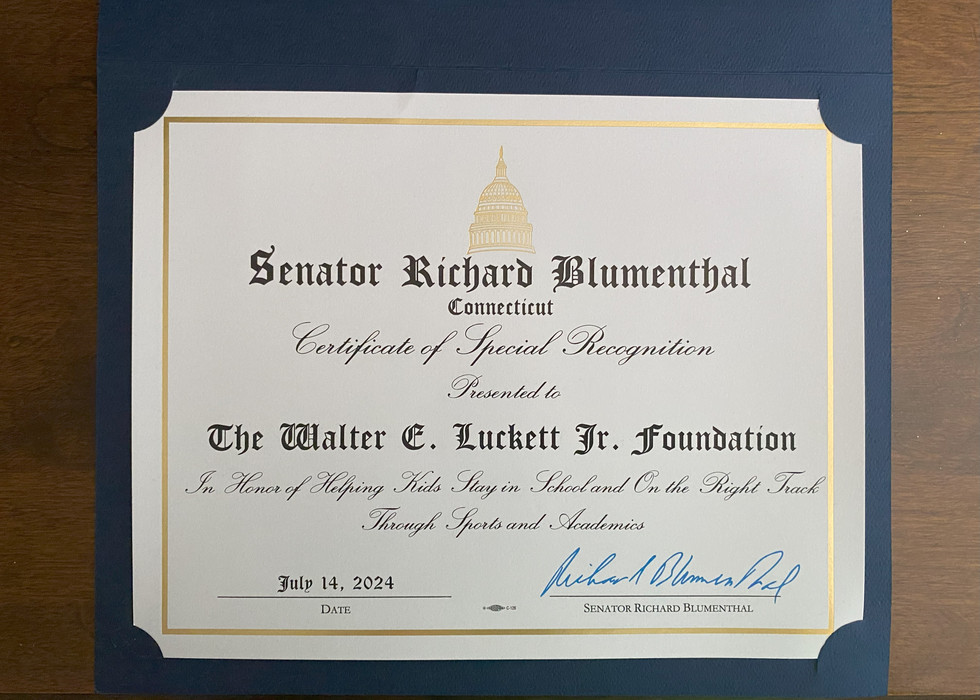 Senator Richard Blumenthal
Connecticut
Certificate of Special Recognition
Presented to
The Walter E. Luckett Jr. Foundation
In Honor of Helping Kids Stay in School and On the Right Track
Through Sports and Academics
July 14, 2024
Richard Blumenthal
DATE
SENATOR RICHARD BLUMENTHAL